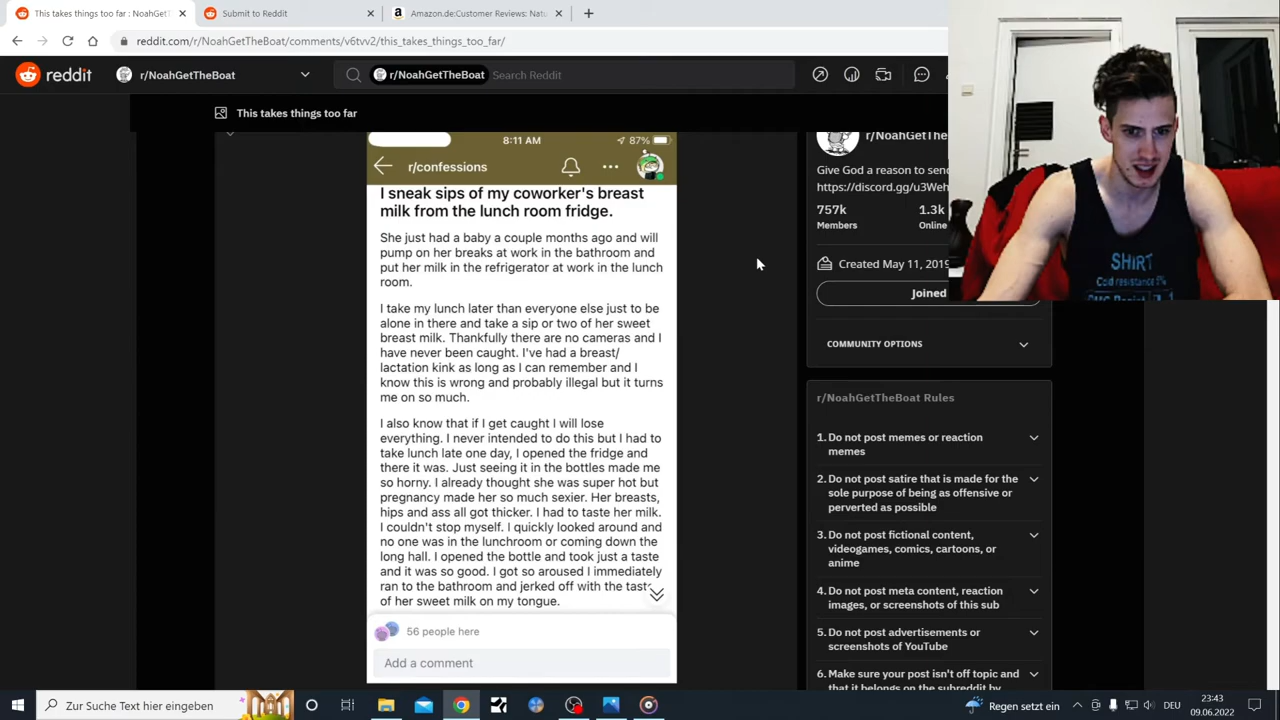 This takes things too far : NoahGetT
Submit to Reddit
Amazon.de:Customer Reviews: Natu
reddit.com/r/NoahGetTheBoat/com
es_things_too_far/
reddit
r/NoahGetTheBoat
r/NoahGetTheBoat
Search Reddit
This takes things too far
8:11 AM
87%
r/confessions
I sneak sips of my coworker's breast
milk from the lunch room fridge.
She just had a baby a couple months ago and will
pump on her breaks at work in the bathroom and
put her milk in the refrigerator at work in the lunch
room.
I take my lunch later than everyone else just to be
alone in there and take a sip or two of her sweet
breast milk. Thankfully there are no cameras and I
have never been caught. I've had a breast/
lactation kink as long as I can remember and I
know this is wrong and probably illegal but it turns
me on so much.
I also know that if I get caught I will lose
everything. I never intended to do this but I had to
take lunch late one day, I opened the fridge and
there it was. Just seeing it in the bottles made me
so horny. I already thought she was super hot but
pregnancy made her so much sexier. Her breasts,
hips and ass all got thicker. I had to taste her milk.
I couldn't stop myself. I quickly looked around and
no one was in the lunchroom or coming down the
long hall. I opened the bottle and took just a taste
and it was so good. I got so aroused I immediately
ran to the bathroom and jerked off with the taste
of her sweet milk on my tongue.
56 people here
Add a comment
r/NoahGetThe
Give God a reason to send
https://discord.gg/u3Weh
757k
1.3k
Members
Online
Created May 11, 2019
Joined
COMMUNITY OPTIONS
r/NoahGetTheBoat Rules
1. Do not post memes or reaction
memes
2. Do not post satire that is made for the
sole purpose of being as offensive or
perverted as possible
3. Do not post fictional content,
videogames, comics, cartoons, or
anime
4. Do not post meta content, reaction
images, or screenshots of this sub
5. Do not post advertisements or
screenshots of YouTube
6. Make sure your post isn't off topic and
that it belongs on the subreddit by
SHIRT
Cold resistance 5%
Zur Suche Text hier eingeben
Regen setzt ein
DEU
23:43
09.06.2022